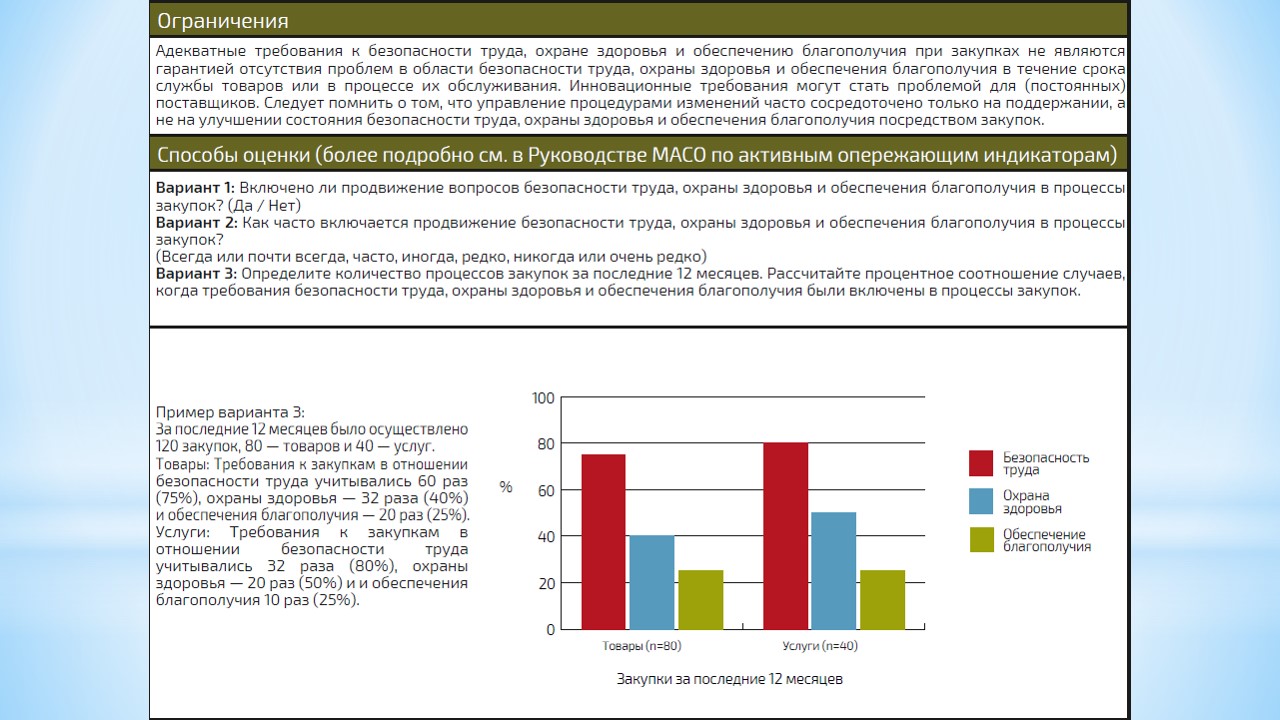 Ограничения
Адекватные требования к безопасности труда, охране здоровья и обеспечению благополучия при закупках не являются
гарантией отсутствия проблем в области безопасности труда, охраны здоровья и обеспечения благополучия в течение срока
службы товаров или в процессе их обслуживания. Инновационные требования могут стать проблемой для (постоянных)
поставщиков. Следует помнить о том, что управление процедурами изменений часто сосредоточено только на поддержании, а
не на улучшении состояния безопасности труда, охраны здоровья и обеспечения благополучия посредством закупок.
Способы оценки (более подробно см. в Руководстве МАСО по активным опережающим индикаторам)
Вариант 1: Включено ли продвижение вопросов безопасности труда, охраны здоровья и обеспечения благополучия в процессы
закупок? (Да / Нет)
Вариант 2: Как часто включается продвижение безопасности труда, охраны здоровья и обеспечения благополучия в процессы
закупок?
(Всегда или почти всегда, часто, иногда, редко, никогда или очень редко)
Вариант 3: Определите количество процессов закупок за последние 12 месяцев. Рассчитайте процентное соотношение случаев,
когда требования безопасности труда, охраны здоровья и обеспечения благополучия были включены в процессы закупок.
Пример варианта 3:
За последние 12 месяцев было осуществлено
120 закупок, 80 — товаров и 40 — услуг.
Товары: Требования к закупкам в отношении
безопасности труда учитывались 60 раз
(75%), охраны здоровья — 32 раза (40%)
и обеспечения благополучия — 20 раз (25%).
Услуги: Требования к закупкам в
отношении безопасности труда
учитывались 32 раза (80%), охраны
здоровья — 20 раз (50%) и и обеспечения
благополучия 10 раз (25%).
100
80
60
40
20
0
%
Товары (n=80)
Услуги (n=40)
Закупки за последние 12 месяцев
Безопасность
труда
Охрана
здоровья
Обеспечение
благополучия